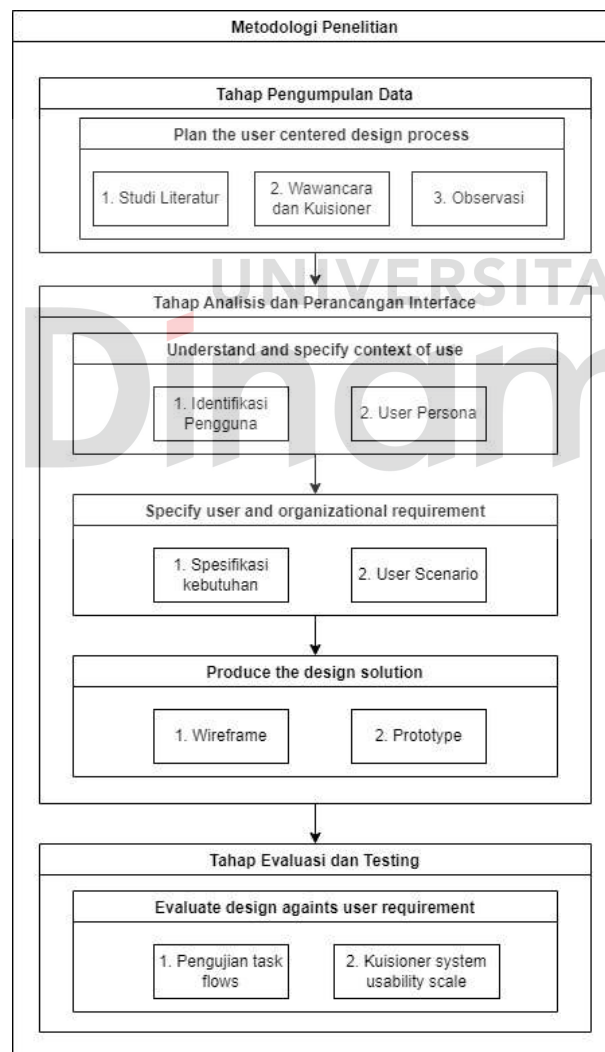 Metodologi Penelitian
Tahap Pengumpulan Data
Plan the user centered design process
1. Studi Literatur
2. Wawancara
dan Kuisioner
3. Observasi
UNIVERSITA
Dinam
Tahap Analisis dan Perancangan Interface
Understand and specify context of use
1. Identifikasi
Pengguna
2. User Persona
Specify user and organizational requirement
1. Spesifikasi
kebutuhan
2. User Scenario
Produce the design solution
1. Wireframe
2. Prototype
Tahap Evaluasi dan Testing
Evaluate design againts user requirement
1. Pengujian task
flows
2. Kuisioner system
usability scale